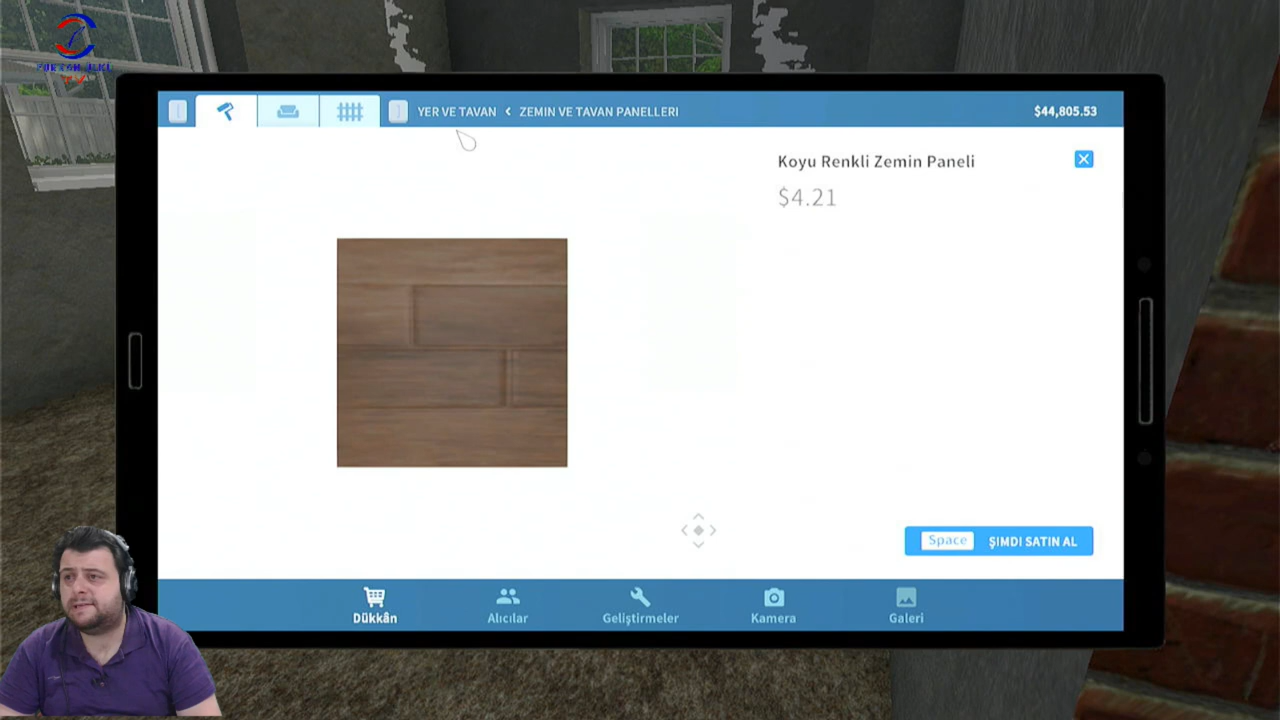 YER VE TAVAN < ZEMIN VE TAVAN PANELLERI
$44,805.53
Koyu Renkli Zemin Paneli
$4.21
Space ŞIMDI SATIN AL
Dükkân
Alıcılar
Geliştirmeler
Kamera
Galeri